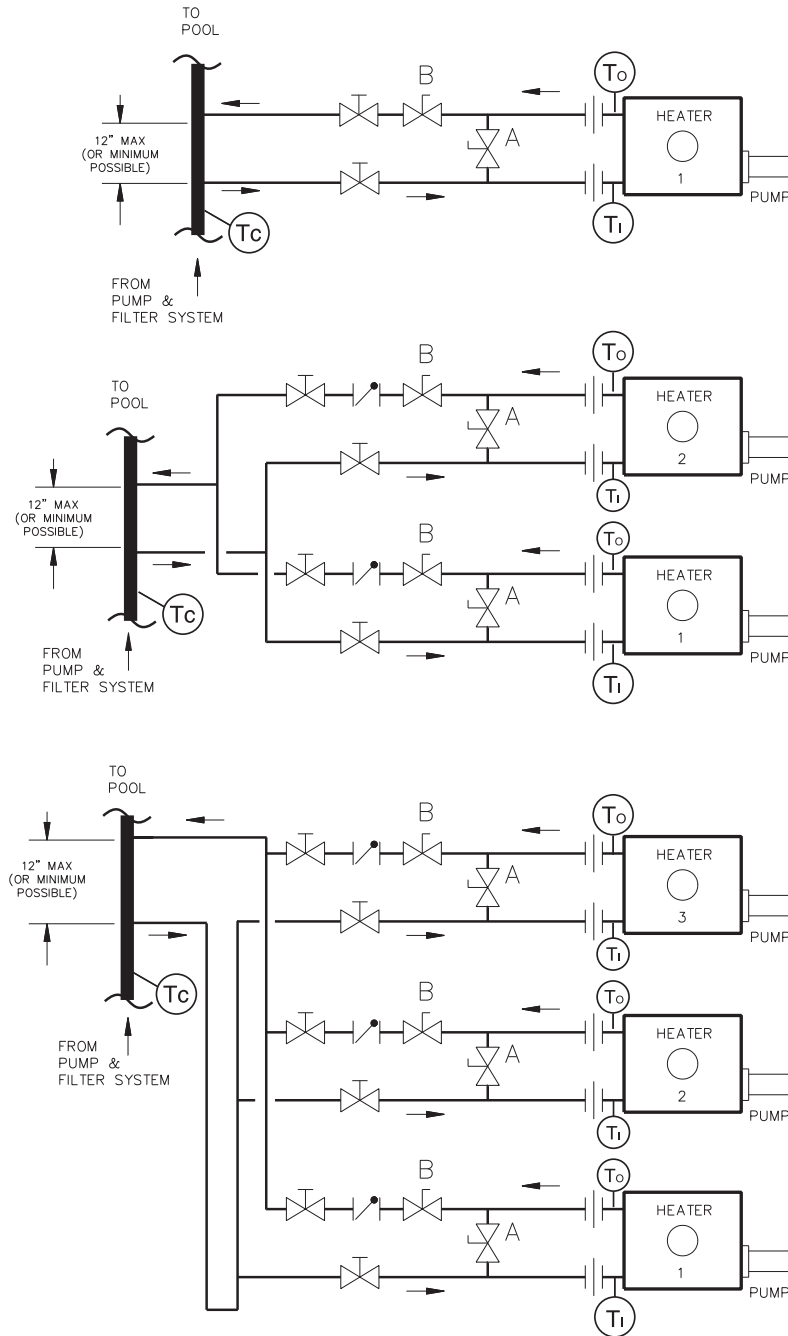 TO
POOL
B
To
HEATER
12” MAX
(OR MINIMUM
POSSIBLE)
A
1
PUMP
TI
Tc
FROM
PUMP &
FILTER SYSTEM
B
To
TO
POOL
HEATER
A
2
PUMP
12” MAX
(OR MINIMUM
POSSIBLE)
TI
B
To
HEATER
A
Tc
1
FROM
PUMP &
FILTER SYSTEM
PUMP
TI
TO
POOL
B
To
HEATER
12” MAX
(OR MINIMUM
POSSIBLE)
A
3
PUMP
TI
Tc
B
To
FROM
PUMP &
FILTER SYSTEM
HEATER
A
2
PUMP
TI
B
To
HEATER
A
1
PUMP
TI